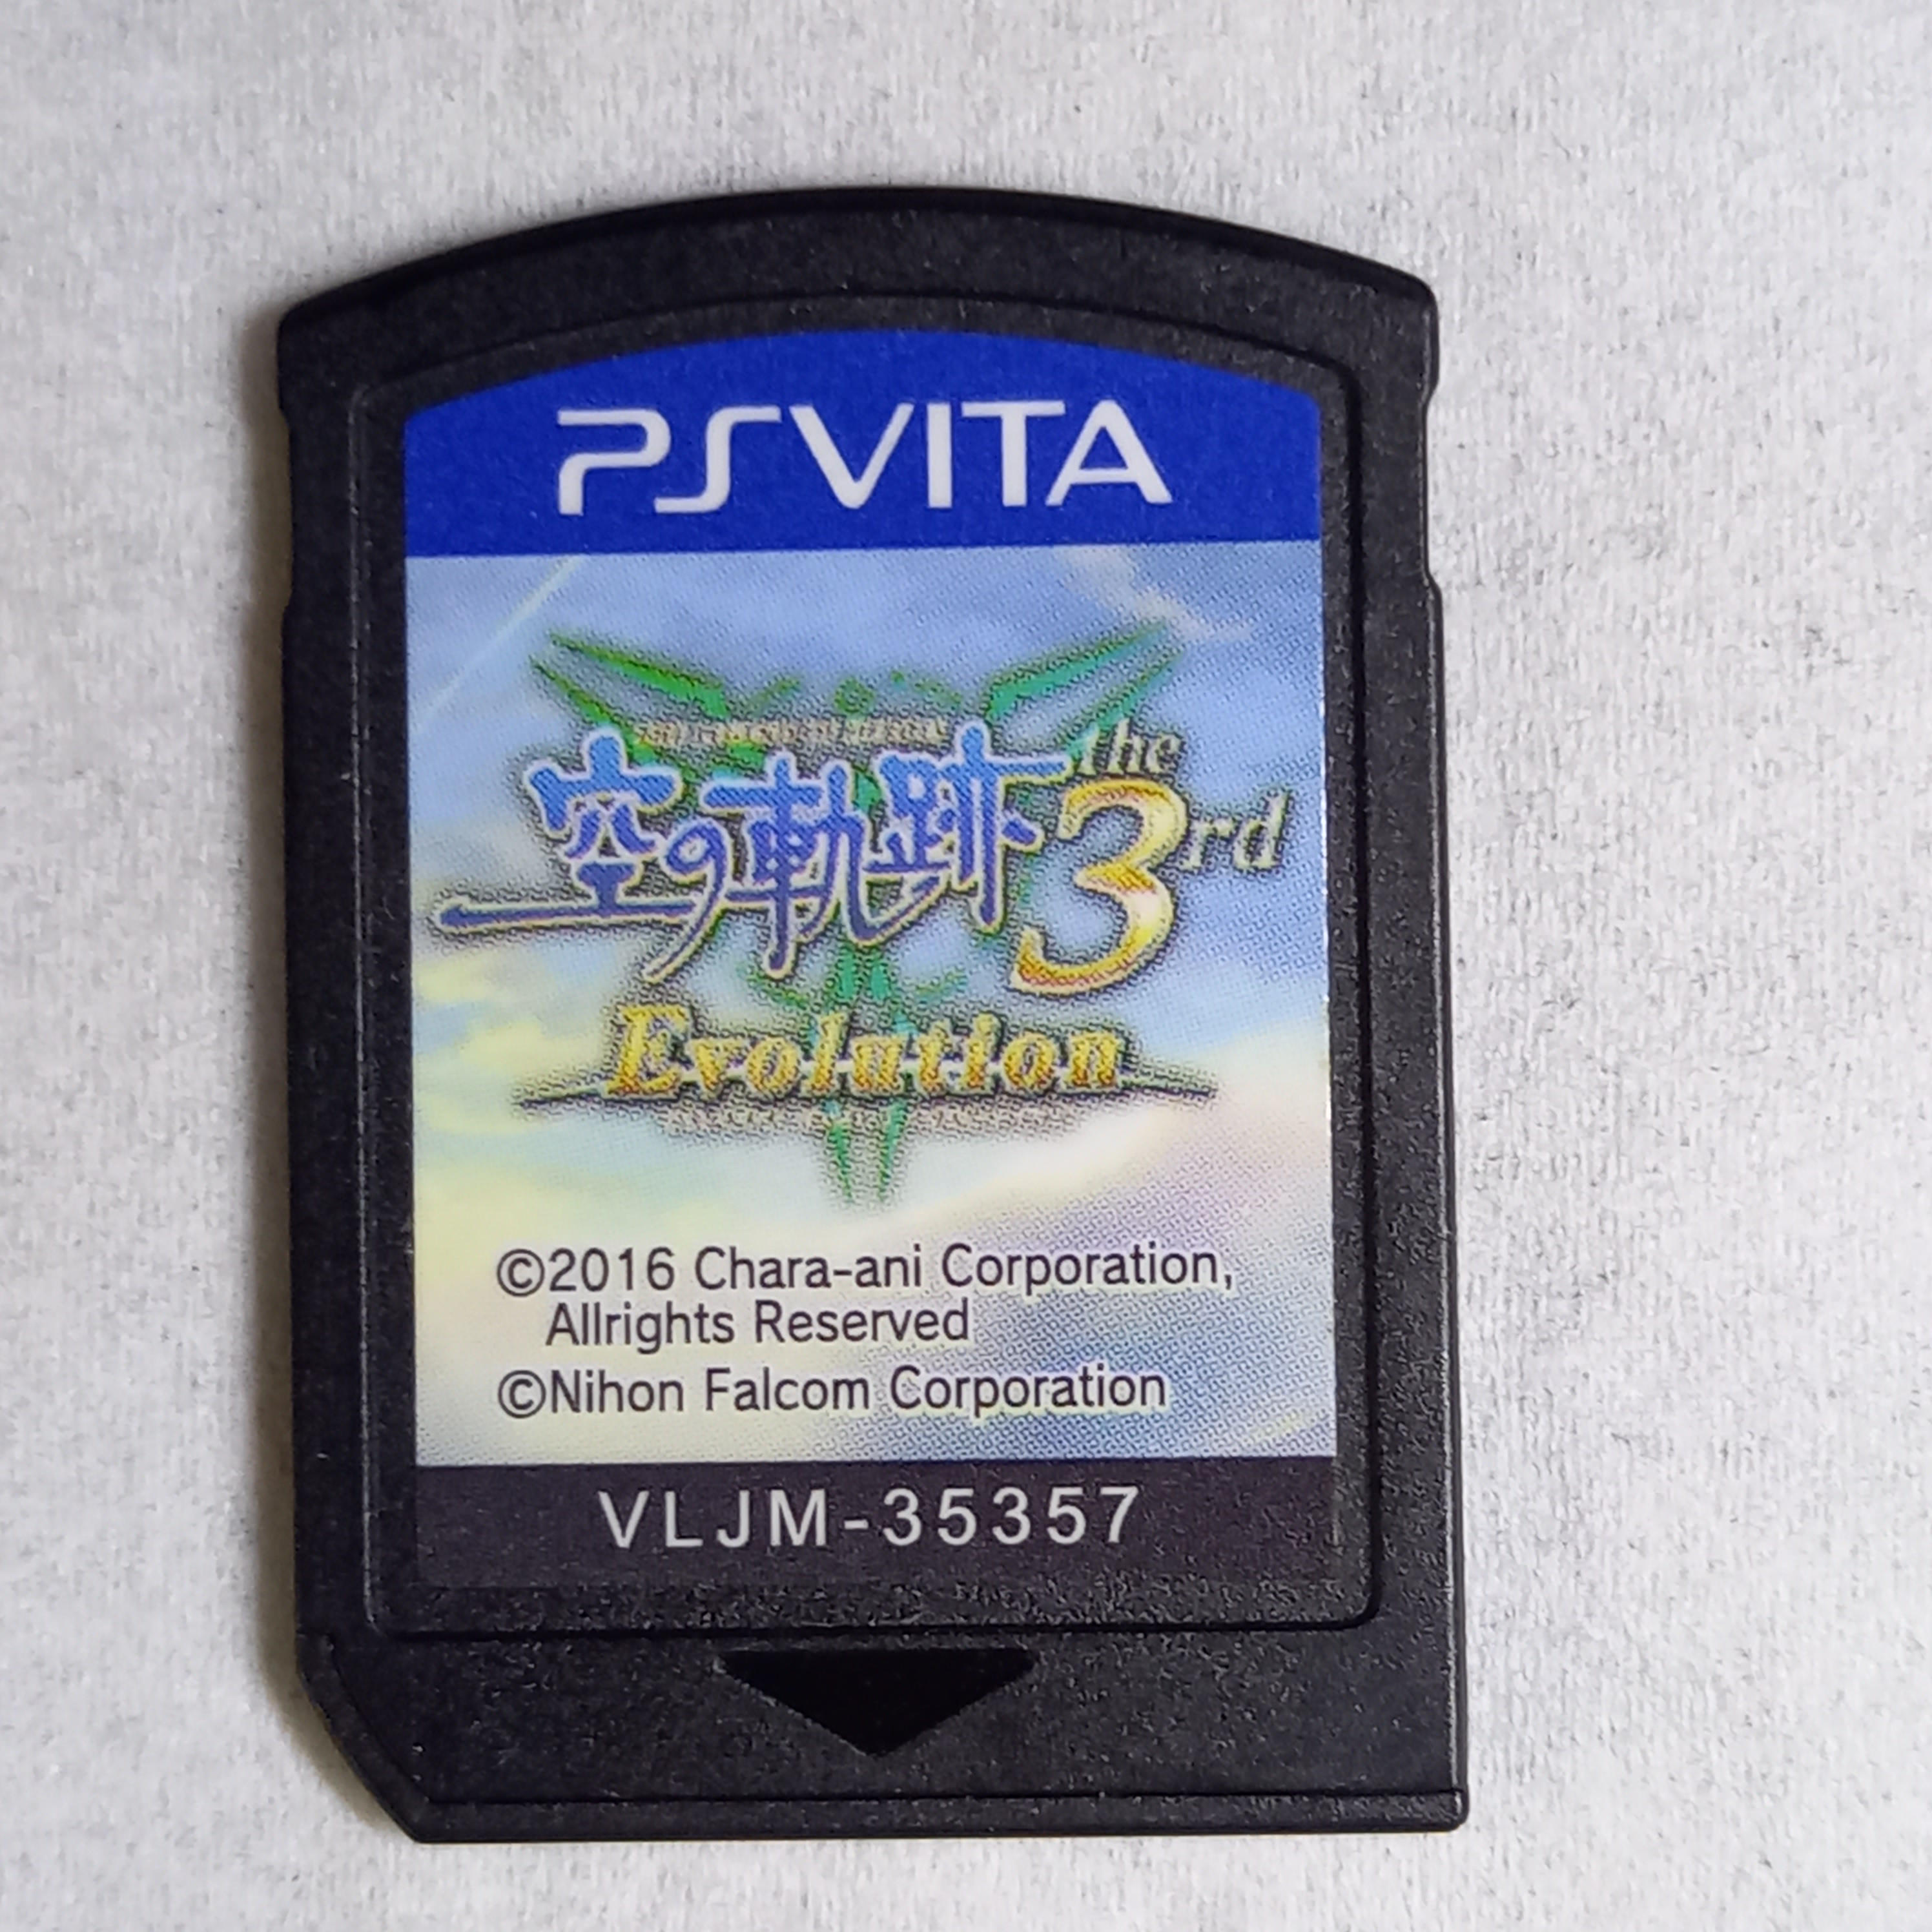 PSVITA
空の軌跡 the 3rd
Evolution
©2016 Chara-ani Corporation,
Allrights Reserved
©Nihon Falcom Corporation
VLJM-35357